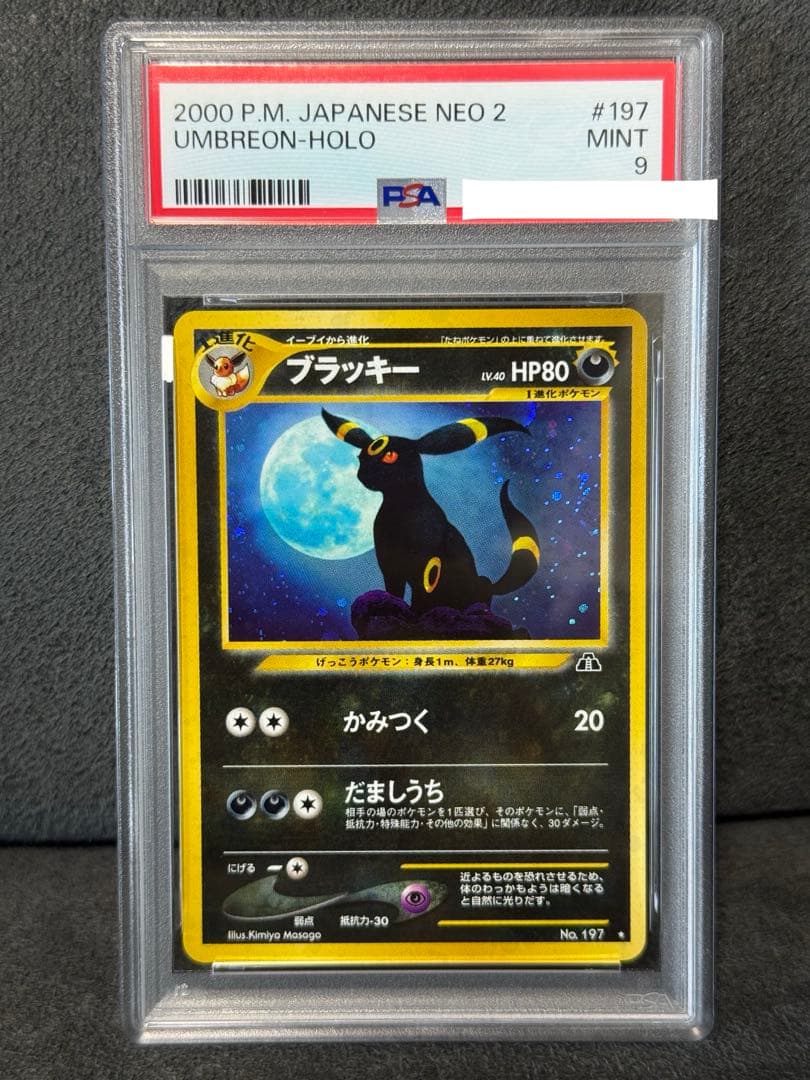 2000 P.M. JAPANESE NEO 2 #197
UMBREON-HOLO MINT
9
PSA
1進化
イーブイから進化 「たねポケモン」の上に重ねて進化させます。
ブラッキー LV.40 HP80
1進化ポケモン
げっこうポケモン：身長1m、体重27kg
かみつく 20
だましうち
相手の場のポケモンを1匹選び、そのポケモンに、「弱点・
抵抗力・特殊能力・その他の効果」に関係なく、30ダメージ。
にげる
近よるものを恐れさせるため、
体のわっかもようは暗くなる
と自然に光りだす。
弱点 抵抗力-30
Illus.Kimiya Masago No. 197 ★
PSA